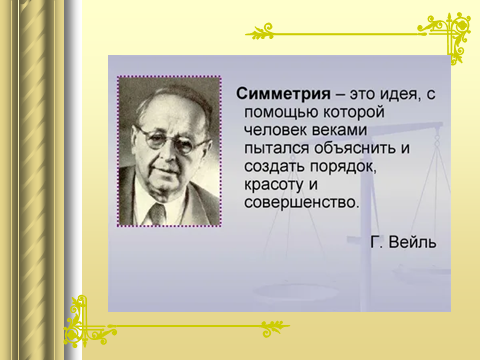 Симметрия – это идея, с
помощью которой
человек веками
пытался объяснить и
создать порядок,
красоту и
совершенство.
Г. Вейль